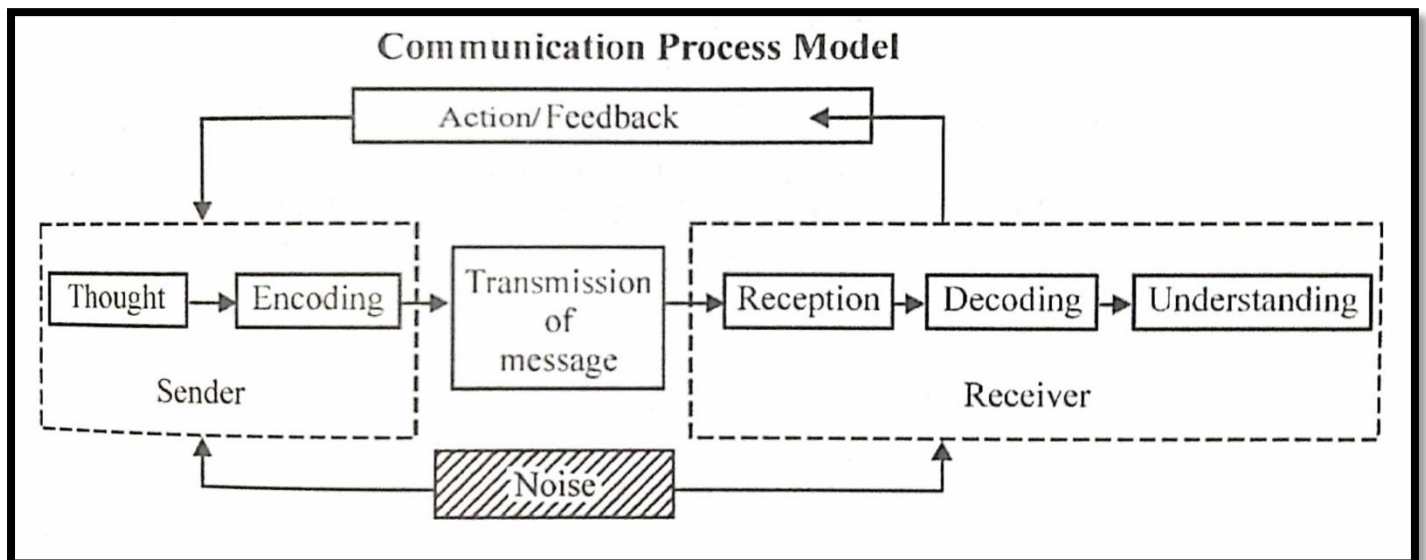 Communication Process Model
Action/Feedback
Thought
Encoding
Transmission
of
message
Reception
Decoding
Understanding
Sender
Receiver
Noise